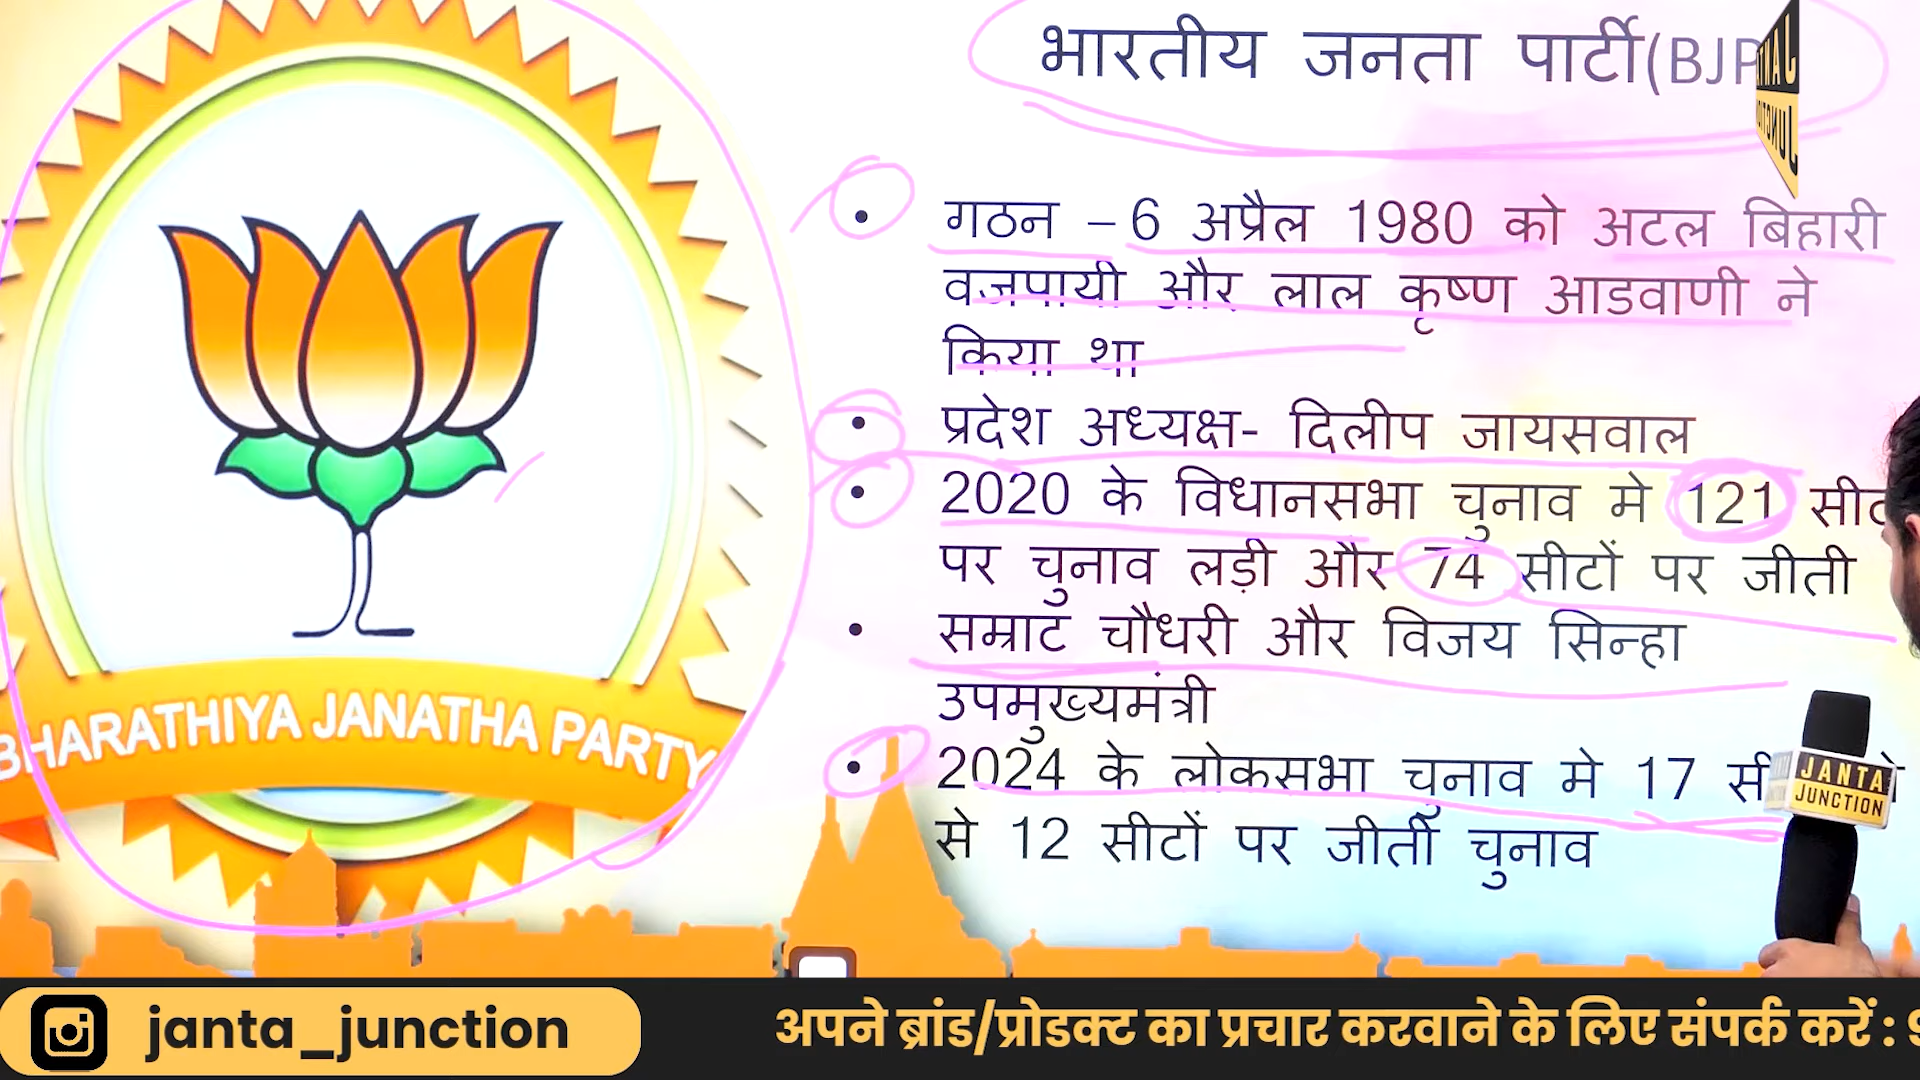 भारतीय जनता पार्टी(BJP
गठन – 6 अप्रैल 1980 को अटल बिहारी
वजपायी और लाल कृष्ण आडवाणी ने
किया था
प्रदेश अध्यक्ष- दिलीप जायसवाल
2020 के विधानसभा चुनाव मे 121 सीट
पर चुनाव लड़ी और 74 सीटों पर जीती
सम्राट चौधरी और विजय सिन्हा
उपमुख्यमंत्री
2024 के लोकसभा चुनाव मे 17
से 12 सीटों पर जीती चुनाव
BHARATHIYA JANATHA PARTY
JANTA
JUNCTION
janta_junction
अपने ब्रांड/प्रोडक्ट का प्रचार करवाने के लिए संपर्क करें : 9